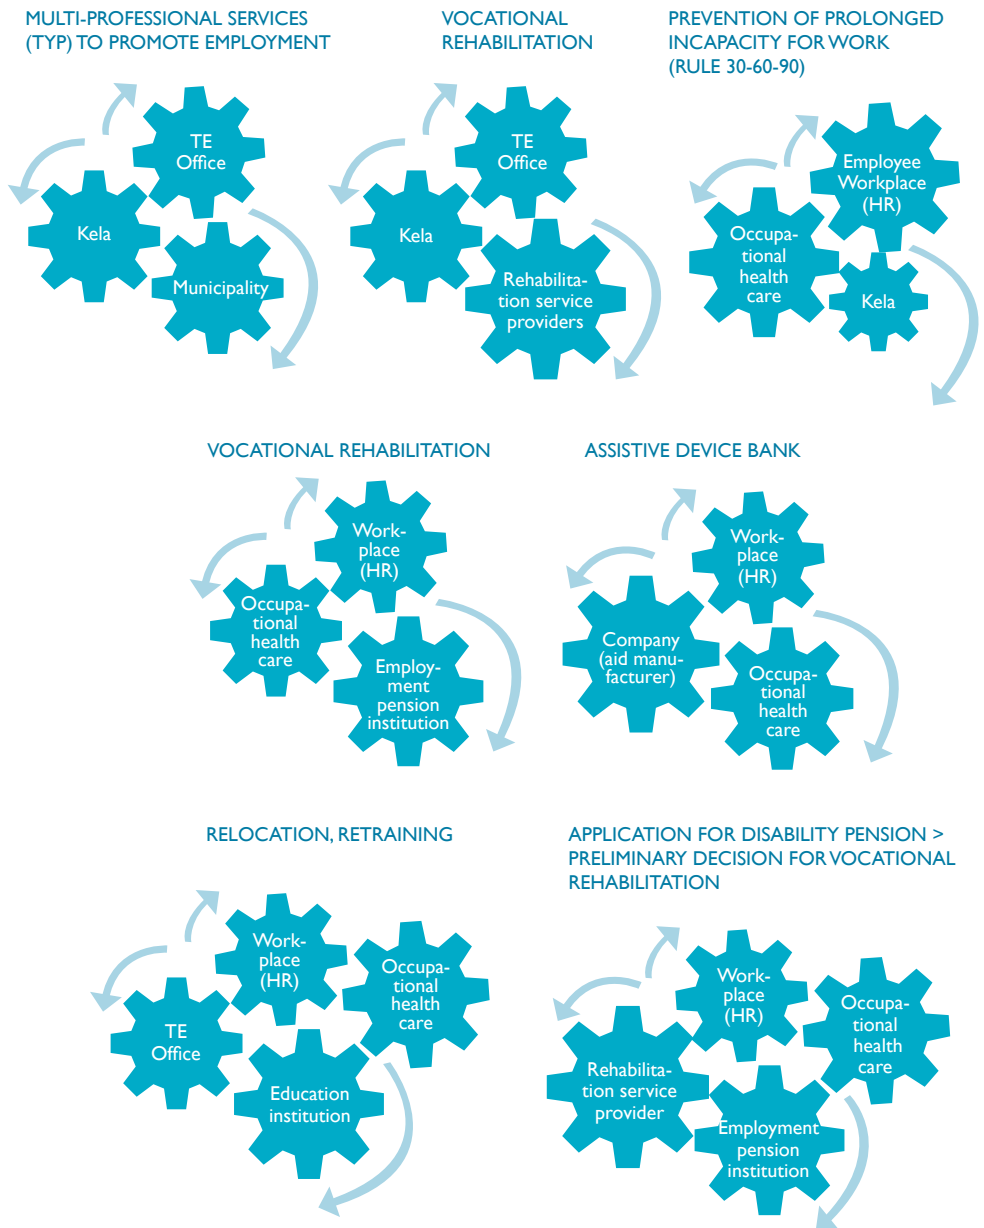 MULTI-PROFESSIONAL SERVICES
(TYP) TO PROMOTE EMPLOYMENT
TE
Office
Kela
Municipality
VOCATIONAL
REHABILITATION
TE
Office
Kela
Rehabilita-
tion service
providers
PREVENTION OF PROLONGED
INCAPACITY FOR WORK
(RULE 30-60-90)
Employee
Workplace
(HR)
Occupa-
tional
health
care
Kela
VOCATIONAL REHABILITATION
Work-
place
(HR)
Occupa-
tional
health
care
Employ-
ment
pension
institution
ASSISTIVE DEVICE BANK
Work-
place
(HR)
Company
(aid manu-
facturer)
Occupa-
tional
health
care
RELOCATION, RETRAINING
Work-
place
(HR)
Occupa-
tional
health
care
TE
Office
Education
institution
APPLICATION FOR DISABILITY PENSION >
PRELIMINARY DECISION FOR VOCATIONAL
REHABILITATION
Work-
place
(HR)
Occupa-
tional
health
care
Rehabilita-
tion service
provider
Employment
pension
institution